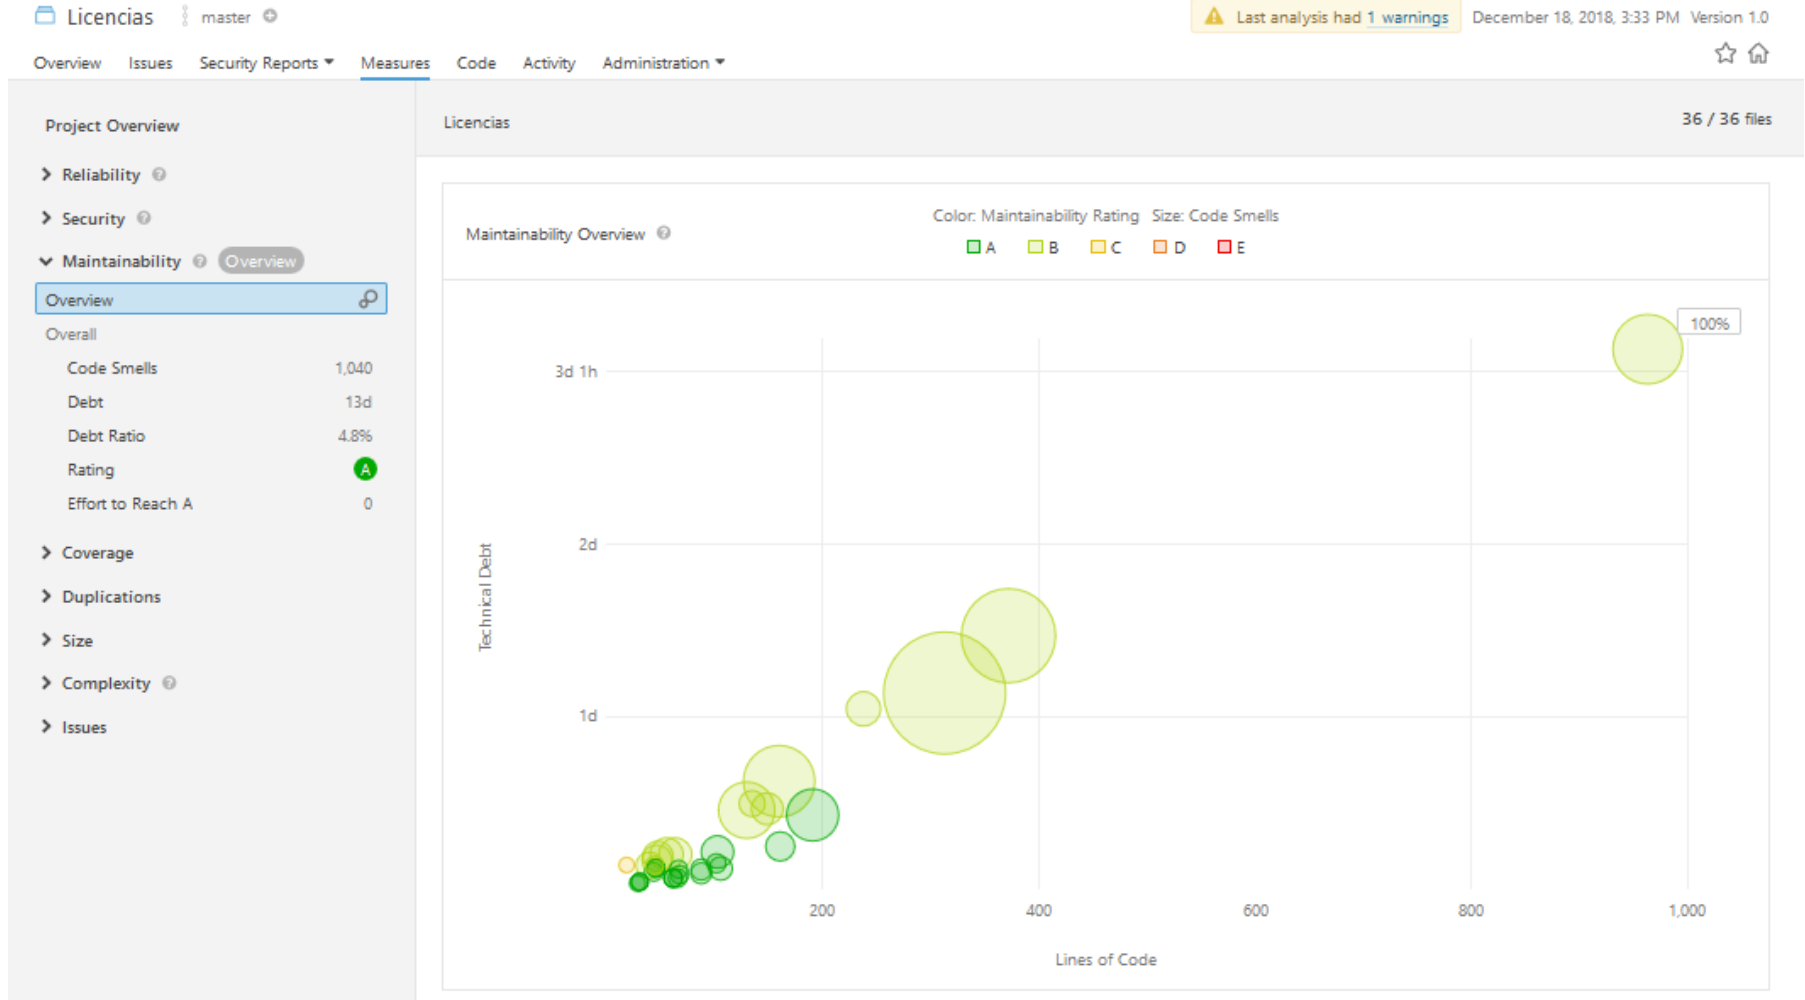 Licencias master
Last analysis had 1 warnings December 18, 2018, 3:33 PM Version 1.0
Overview Issues Security Reports Measures Code Activity Administration
Project Overview
Reliability
Security
Maintainability Overview
Overview
Overall
Code Smells 1,040
Debt 13d
Debt Ratio 4.8%
Rating A
Effort to Reach A 0
Coverage
Duplications
Size
Complexity
Issues
Licencias 36 / 36 files
Maintainability Overview
Color: Maintainability Rating Size: Code Smells
A B C D E
100%
3d 1h
2d
1d
Technical Debt
200 400 600 800 1,000
Lines of Code